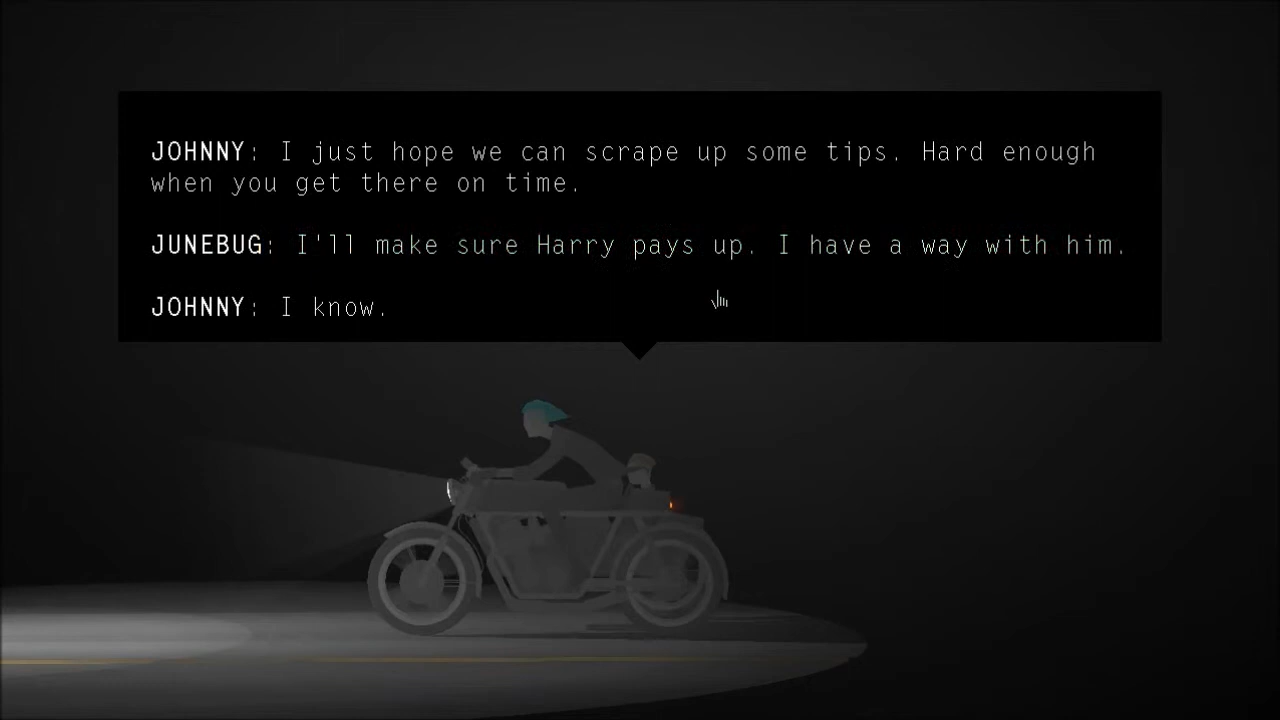 JOHNNY: I just hope we can scrape up some tips. Hard enough
when you get there on time.
JUNEBUG: I'll make sure Harry pays up. I have a way with him.
JOHNNY: I know.